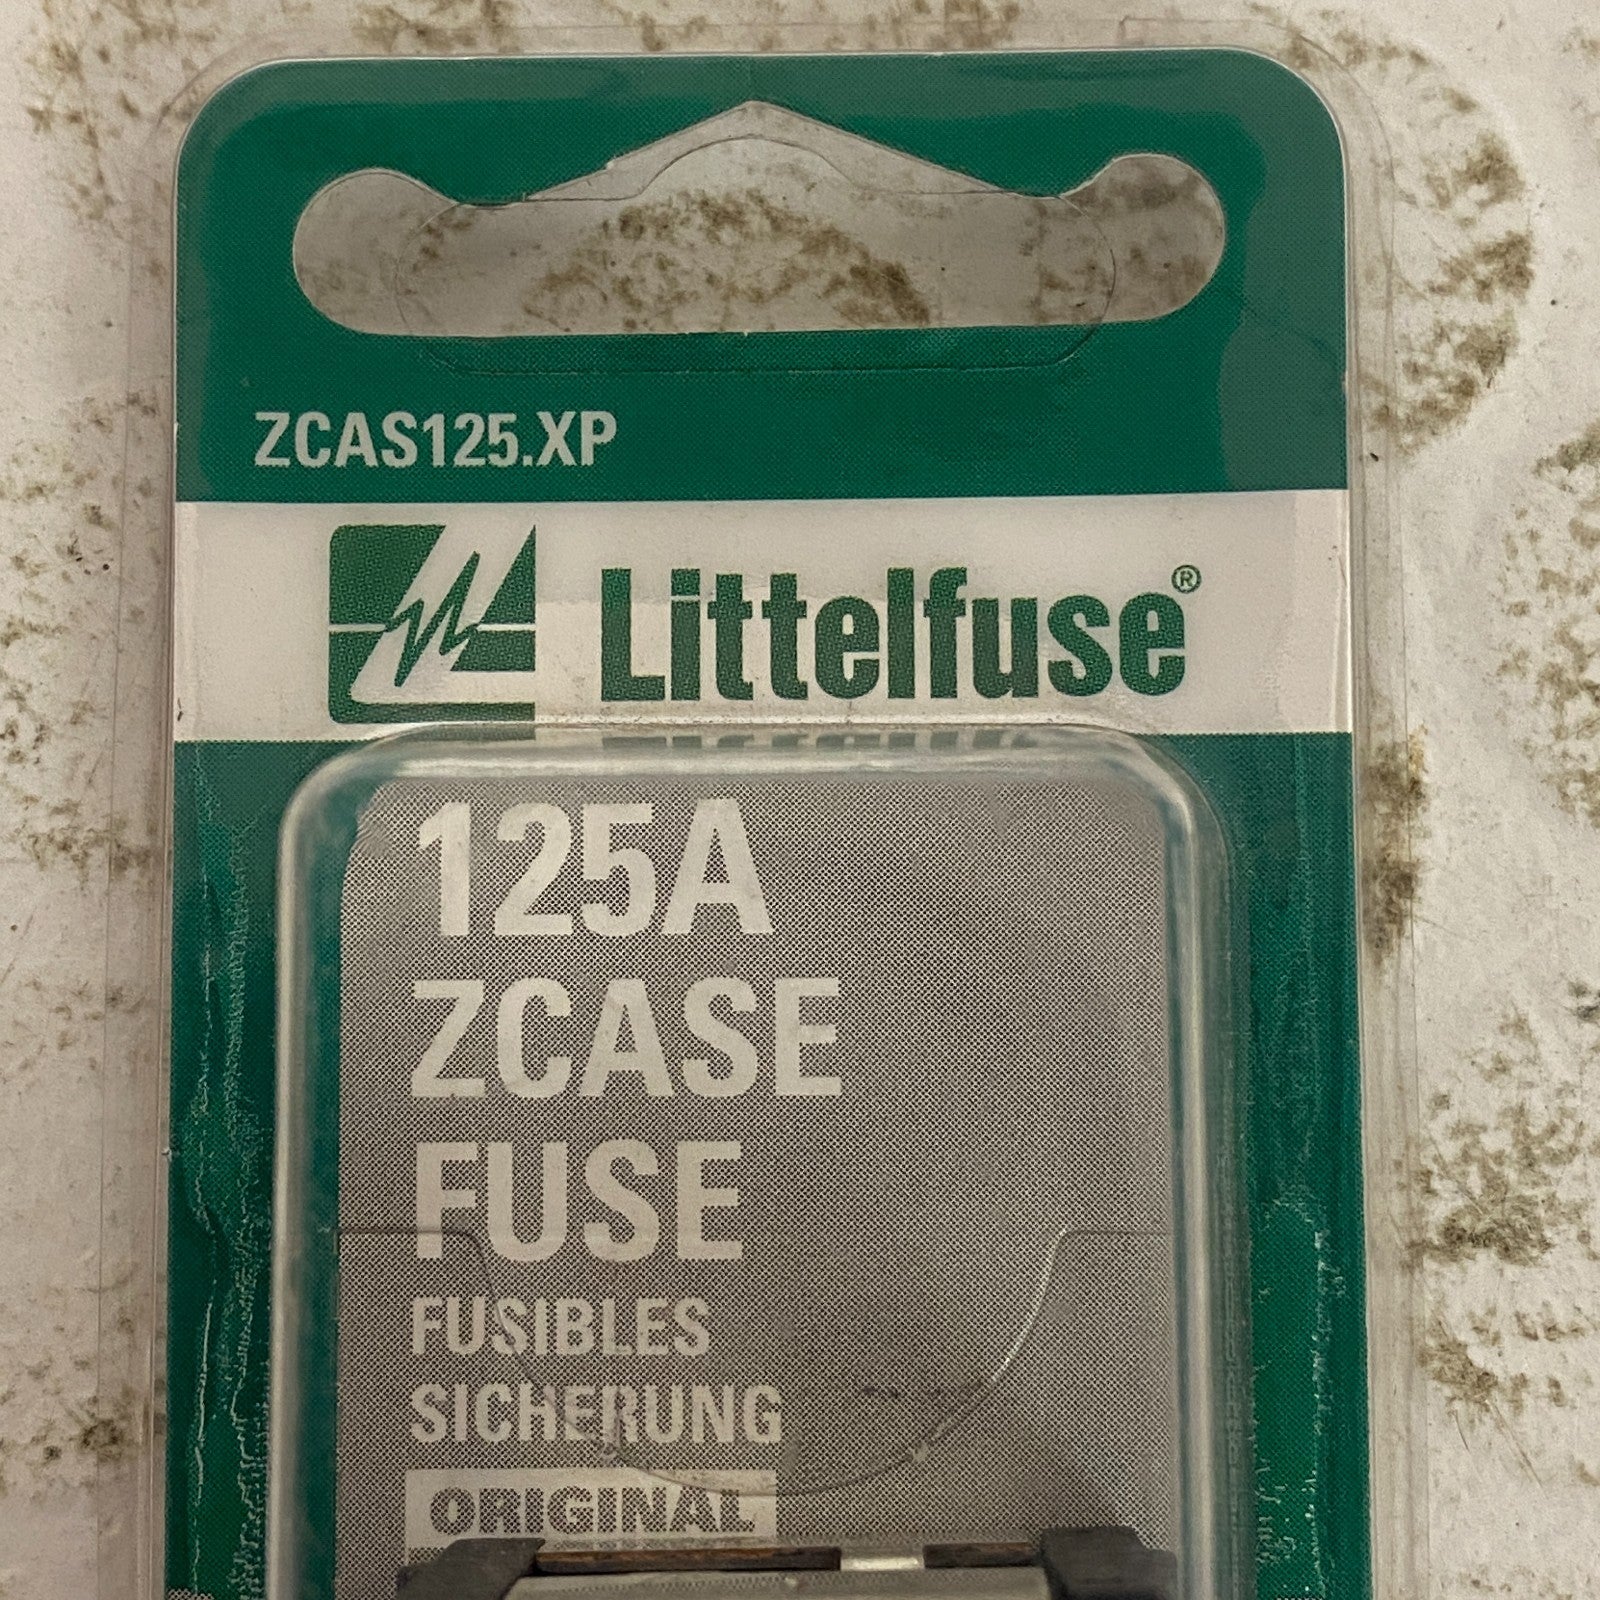 ZCAS125.XP
Littelfuse®
125A
ZCASE
FUSE
FUSIBLES
SICHERUNG
ORIGINAL